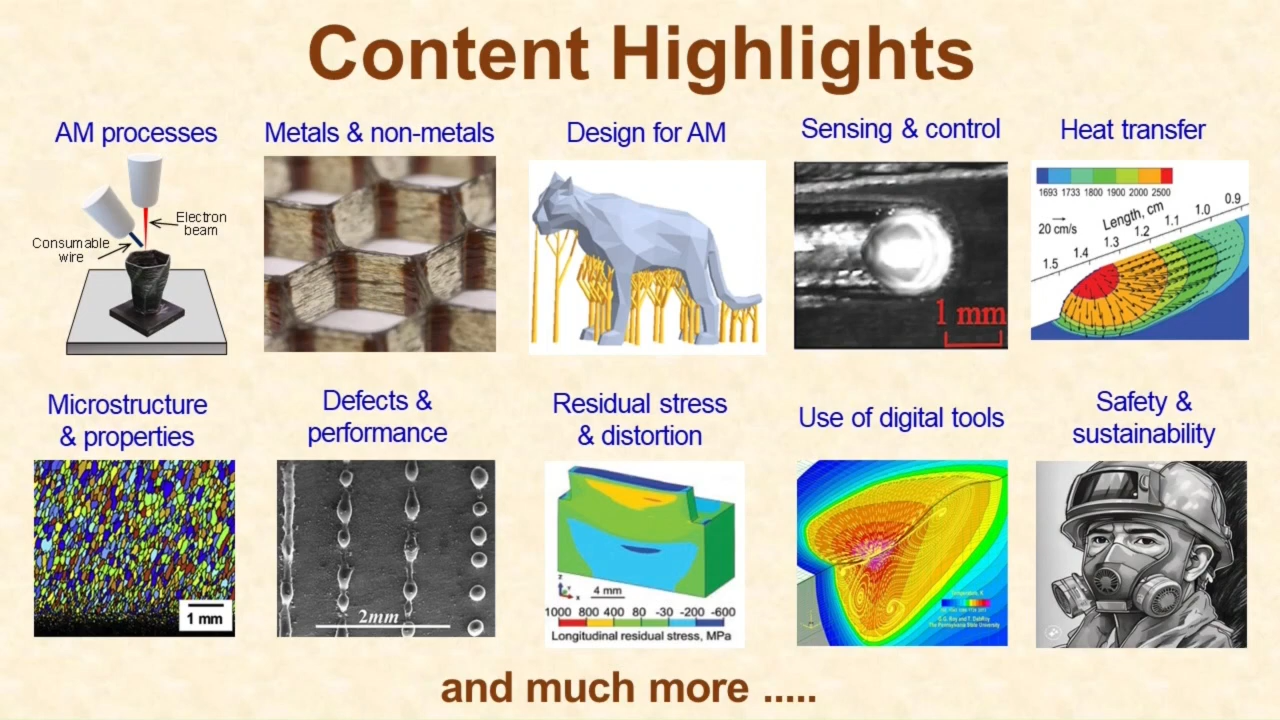 Content Highlights
AM processes
Metals & non-metals
Design for AM
Sensing & control
Heat transfer
Electron
beam
Consumable
wire
1 mm
1693 1733 1800 1900 2000 2500
20 cm/s
Length, cm
1.5 1.4 1.3 1.2 1.1 1.0 0.9
Microstructure
& properties
Defects &
performance
Residual stress
& distortion
Use of digital tools
Safety &
sustainability
1 mm
2mm
z
x
4 mm
1000 800 400 80 -30 -200 -600
Longitudinal residual stress, MPa
The Pennsylvania State University
and much more .....